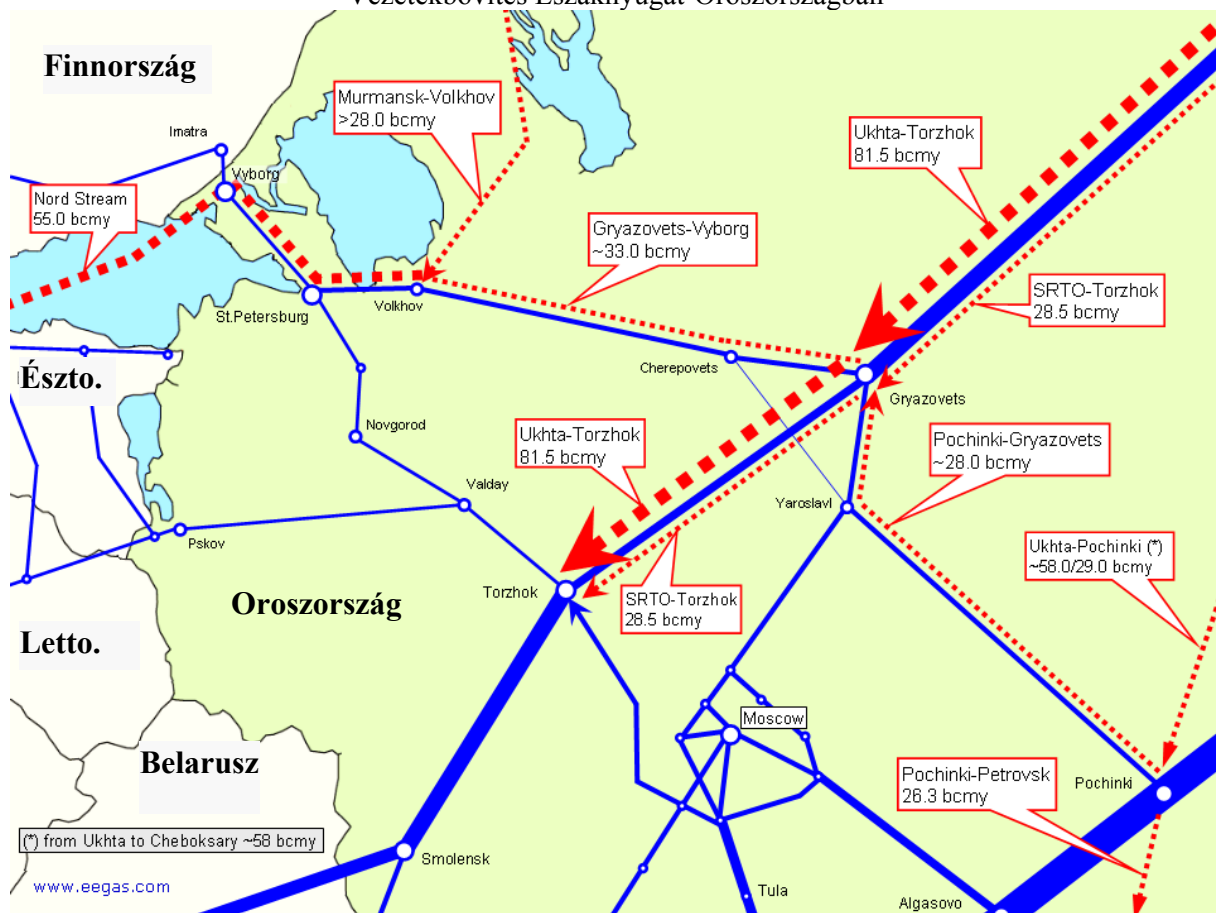 Vezetékbővítés Északnyugat-Oroszországban
Finnország
Murmansk-Volkhov
>28.0 bcmy
Ukhta-Torzhok
81.5 bcmy
Imatra
Vyborg
Nord Stream
55.0 bcmy
Gryazovets-Vyborg
~33.0 bcmy
SRTO-Torzhok
28.5 bcmy
Volkhov
St.Petersburg
Észto.
Cherepovets
Gryazovets
Ukhta-Torzhok
81.5 bcmy
Novgorod
Pochinki-Gryazovets
~28.0 bcmy
Valday
Yaroslavl
Pskov
Ukhta-Pochinki (*)
~58.0/29.0 bcmy
Oroszország
Torzhok
SRTO-Torzhok
28.5 bcmy
Letto.
Moscow
Belarusz
Pochinki-Petrovsk
26.3 bcmy
Pochinki
(*) from Ukhta to Cheboksary ~58 bcmy
Smolensk
www.eegas.com
Tula
Algasovo